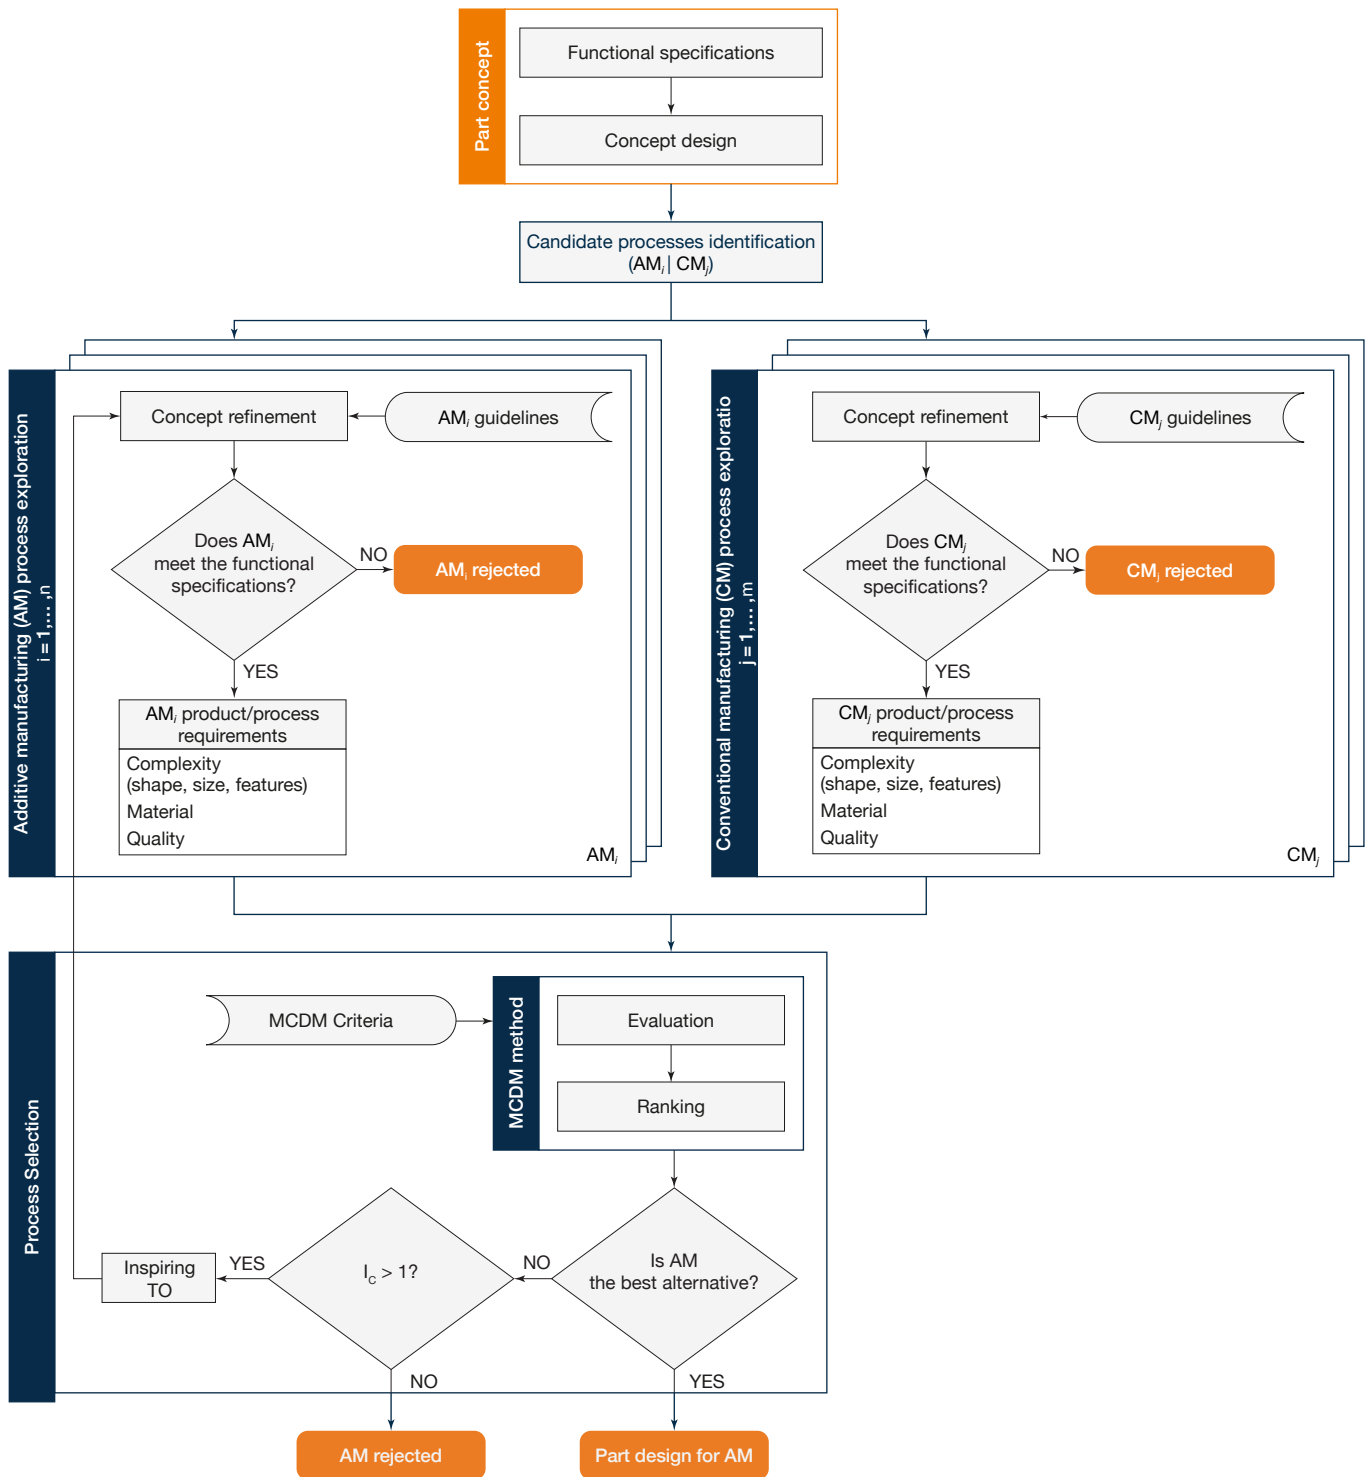 Part concept
Functional specifications
Concept design
Candidate processes identification
(AMi | CMj)
Additive manufacturing (AM) process exploration
i = 1,... ,n
Concept refinement
AMi guidelines
Does AMi
meet the functional
specifications?
NO
AMi rejected
YES
AMi product/process
requirements
Complexity
(shape, size, features)
Material
Quality
AMi
Conventional manufacturing (CM) process exploratio
j = 1,... ,m
Concept refinement
CMj guidelines
Does CMj
meet the functional
specifications?
NO
CMj rejected
YES
CMj product/process
requirements
Complexity
(shape, size, features)
Material
Quality
CMj
Process Selection
MCDM Criteria
MCDM method
Evaluation
Ranking
Is AM
the best alternative?
NO
IC > 1?
YES
Inspiring
TO
NO
YES
AM rejected
Part design for AM